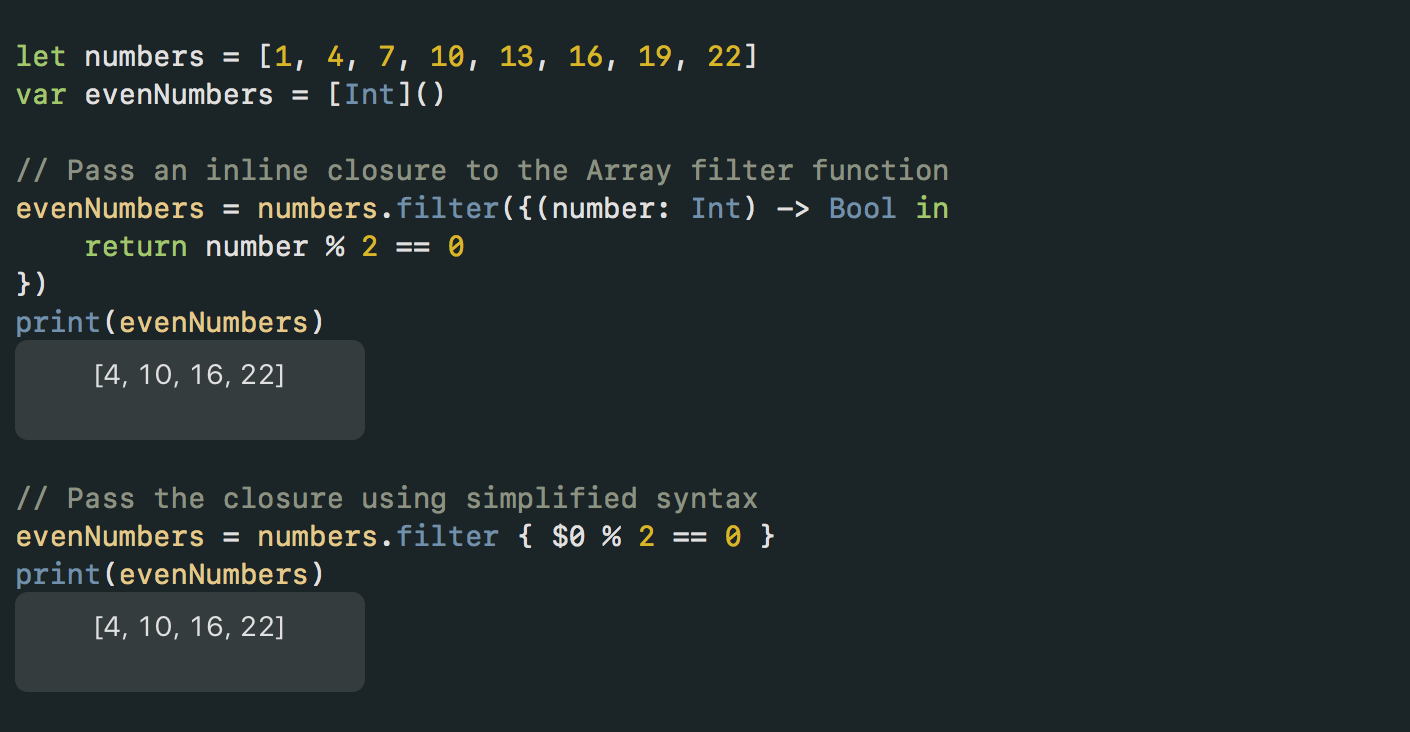 let numbers = [1, 4, 7, 10, 13, 16, 19, 22]
var evenNumbers = [Int]()
// Pass an inline closure to the Array filter function
evenNumbers = numbers.filter({(number: Int) -> Bool in
    return number % 2 == 0
})
print(evenNumbers)
[4, 10, 16, 22]
// Pass the closure using simplified syntax
evenNumbers = numbers.filter { $0 % 2 == 0 }
print(evenNumbers)
[4, 10, 16, 22]